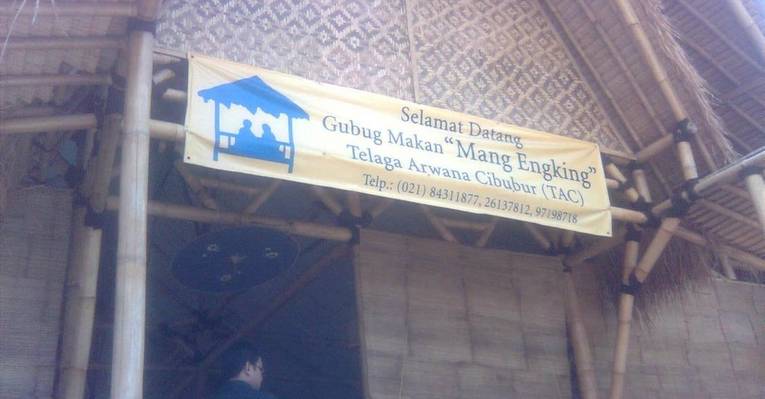 Selamat Datang
Gubug Makan "Mang Engking"
Telaga Arwana Cibubur (TAC)
Telp.: (021) 84311877, 26137812, 97198718